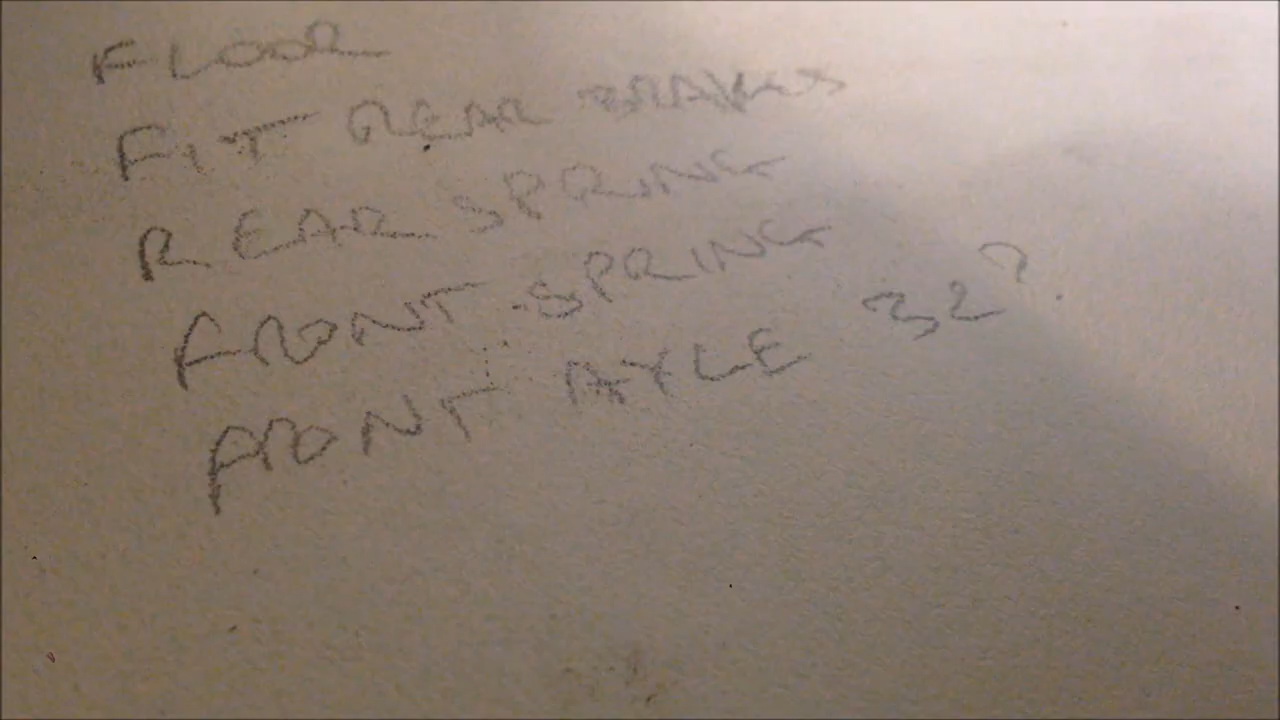 FLOOR
FIT REAR BRAKES
REAR SPRING
FRONT SPRING
FRONT AXLE 32?